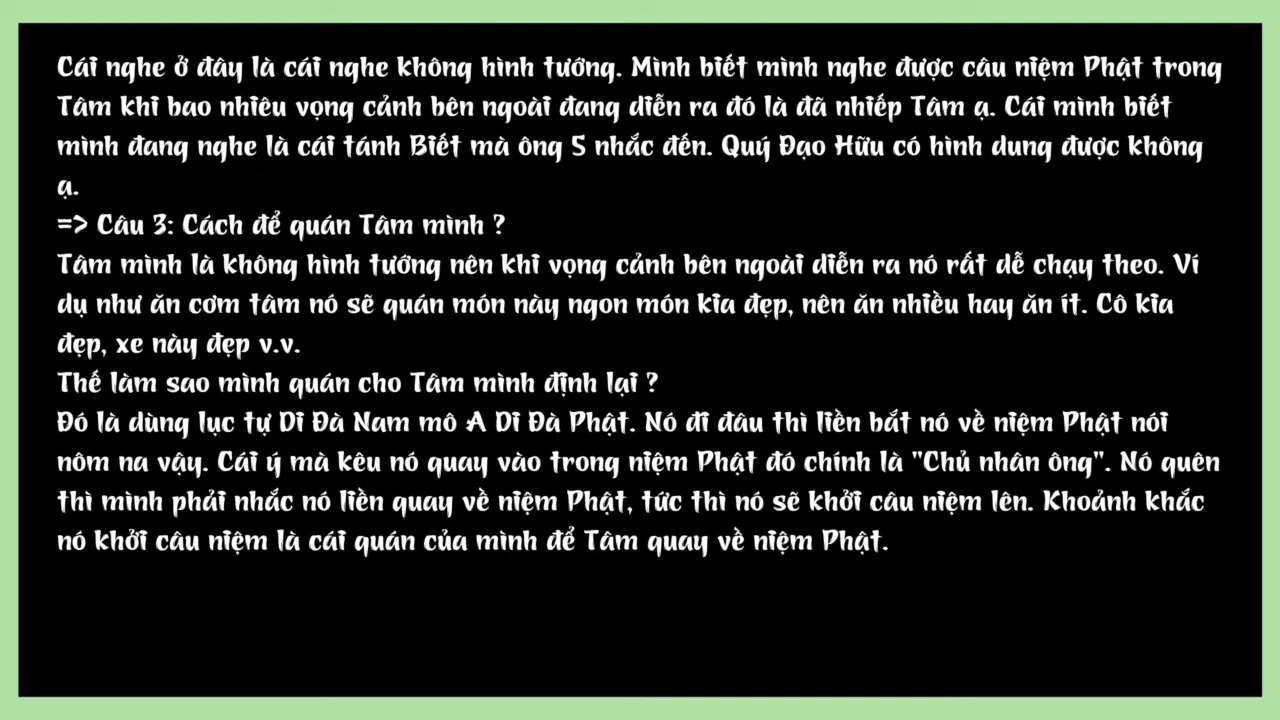 Cái nghe ở đây là cái nghe không hình tướng. Mình biết mình nghe được câu niệm Phật trong
Tâm khi bao nhiêu vọng cảnh bên ngoài đang diễn ra đó là đã nhiếp Tâm ạ. Cái mình biết
mình đang nghe là cái tánh Biết mà ông 5 nhắc đến. Quý Đạo Hữu có hình dung được không
ạ.
=> Câu 3: Cách để quán Tâm mình ?
Tâm mình là không hình tướng nên khi vọng cảnh bên ngoài diễn ra nó rất dễ chạy theo. Ví
dụ như ăn cơm tâm nó sẽ quán món này ngon món kia đẹp, nên ăn nhiều hay ăn ít. Cô kia
đẹp, xe này đẹp v.v.
Thế làm sao mình quán cho Tâm mình định lại ?
Đó là dùng lục tự Di Đà Nam mô A Di Đà Phật. Nó đi đâu thì liền bắt nó về niệm Phật nói
nôm na vậy. Cái ý mà kêu nó quay vào trong niệm Phật đó chính là "Chủ nhân ông". Nó quên
thì mình phải nhắc nó liền quay về niệm Phật, tức thì nó sẽ khởi câu niệm lên. Khoảnh khắc
nó khởi câu niệm là cái quán của mình để Tâm quay về niệm Phật.